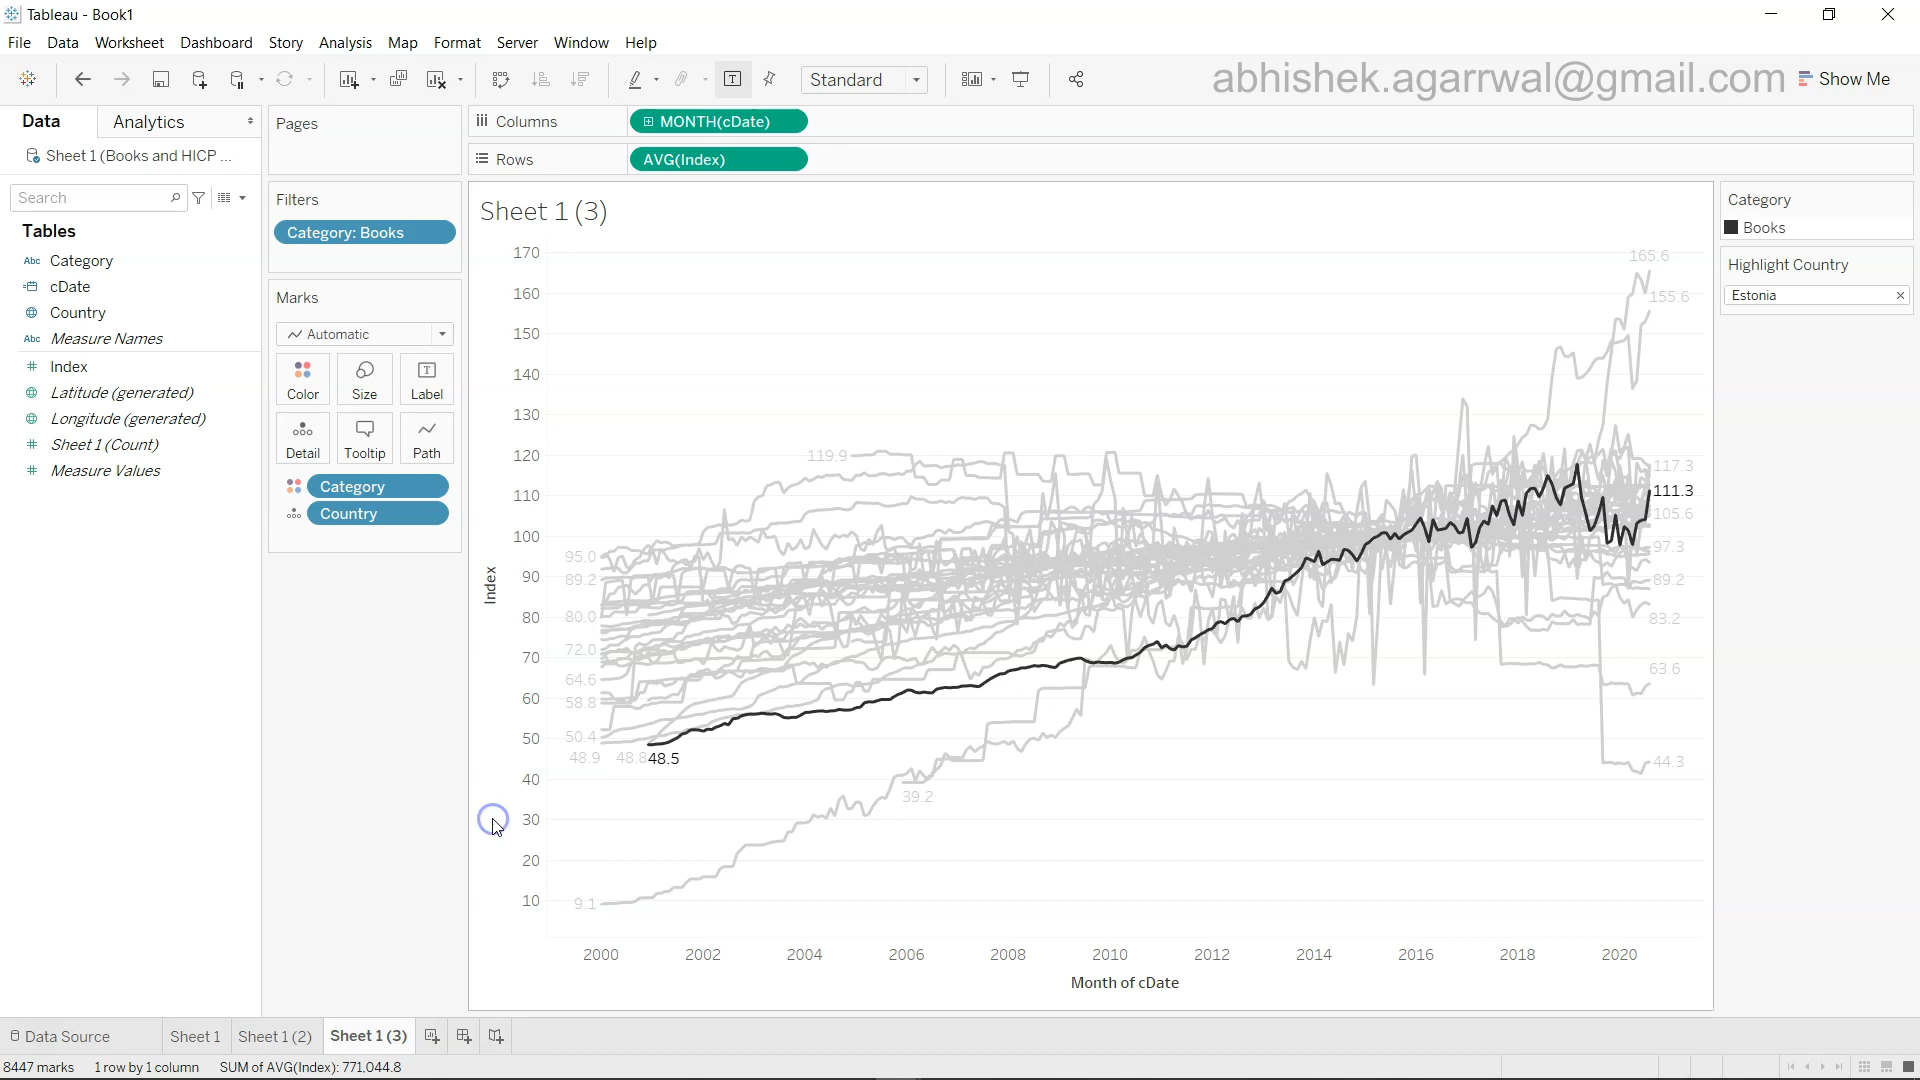 Tableau - Book1
File Data Worksheet Dashboard Story Analysis Map Format Server Window Help
Standard
abhishek.agarrwal@gmail.com
Show Me
Data
Analytics
Sheet 1 (Books and HICP ...
Search
Tables
Abc Category
cDate
Country
Abc Measure Names
Index
Latitude (generated)
Longitude (generated)
Sheet 1 (Count)
Measure Values
Pages
Filters
Category: Books
Marks
Automatic
Color Size Label
Detail Tooltip Path
Category
Country
Columns MONTH(cDate)
Rows AVG(Index)
Sheet 1 (3)
170
160
150
140
130
120
110
100
90
80
70
60
50
40
30
20
10
Index
165.6
155.6
119.9
117.3
111.3
105.6
97.3
89.2
83.2
63.6
44.3
95.0
89.2
80.0
72.0
64.6
58.8
50.4
48.9 48.8 48.5
39.2
9.1
2000 2002 2004 2006 2008 2010 2012 2014 2016 2018 2020
Month of cDate
Category
Books
Highlight Country
Estonia
Data Source Sheet 1 Sheet 1 (2) Sheet 1 (3)
8447 marks 1 row by 1 column SUM of AVG(Index): 771,044.8